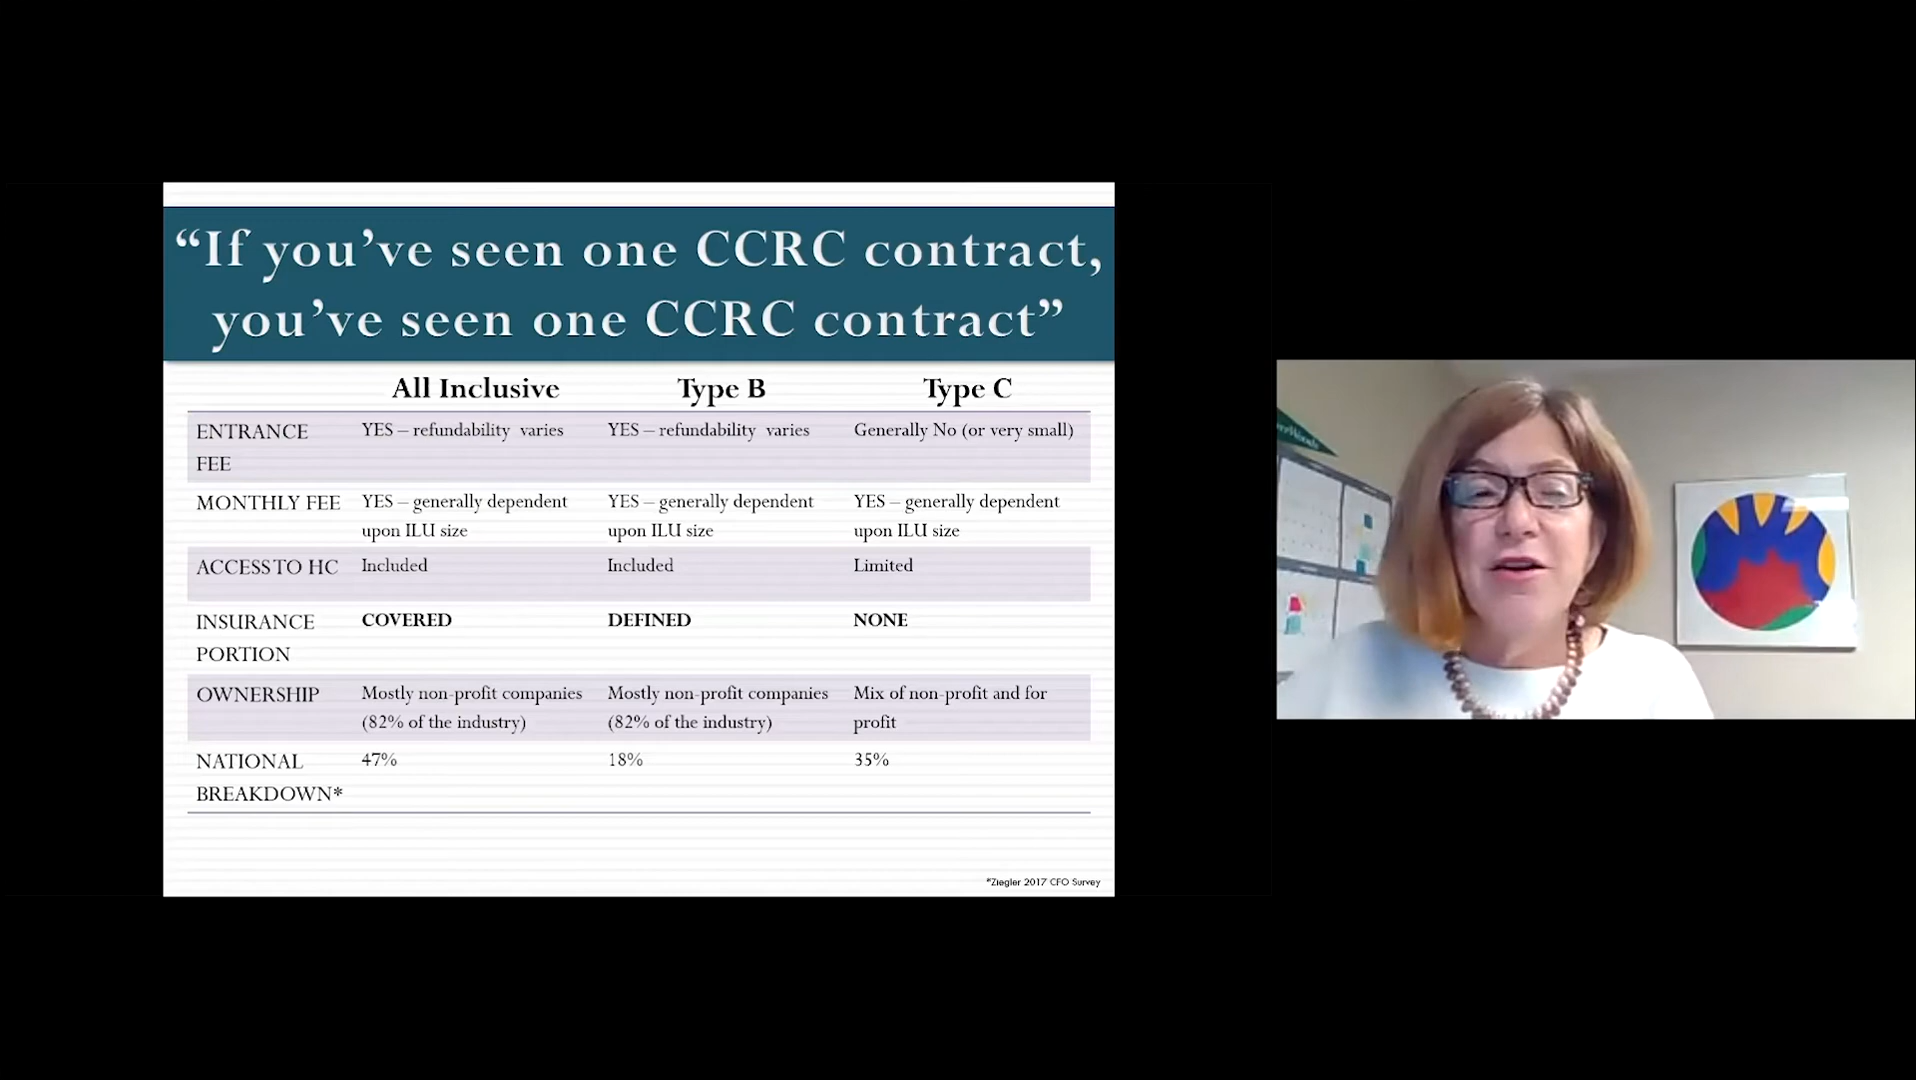 “If you’ve seen one CCRC contract,
you’ve seen one CCRC contract”
All Inclusive Type B Type C
ENTRANCE FEE YES – refundability varies YES – refundability varies Generally No (or very small)
MONTHLY FEE YES – generally dependent upon ILU size YES – generally dependent upon ILU size YES – generally dependent upon ILU size
ACCESS TO HC Included Included Limited
INSURANCE PORTION COVERED DEFINED NONE
OWNERSHIP Mostly non-profit companies (82% of the industry) Mostly non-profit companies (82% of the industry) Mix of non-profit and for profit
NATIONAL BREAKDOWN* 47% 18% 35%
*Ziegler 2017 CFO Survey